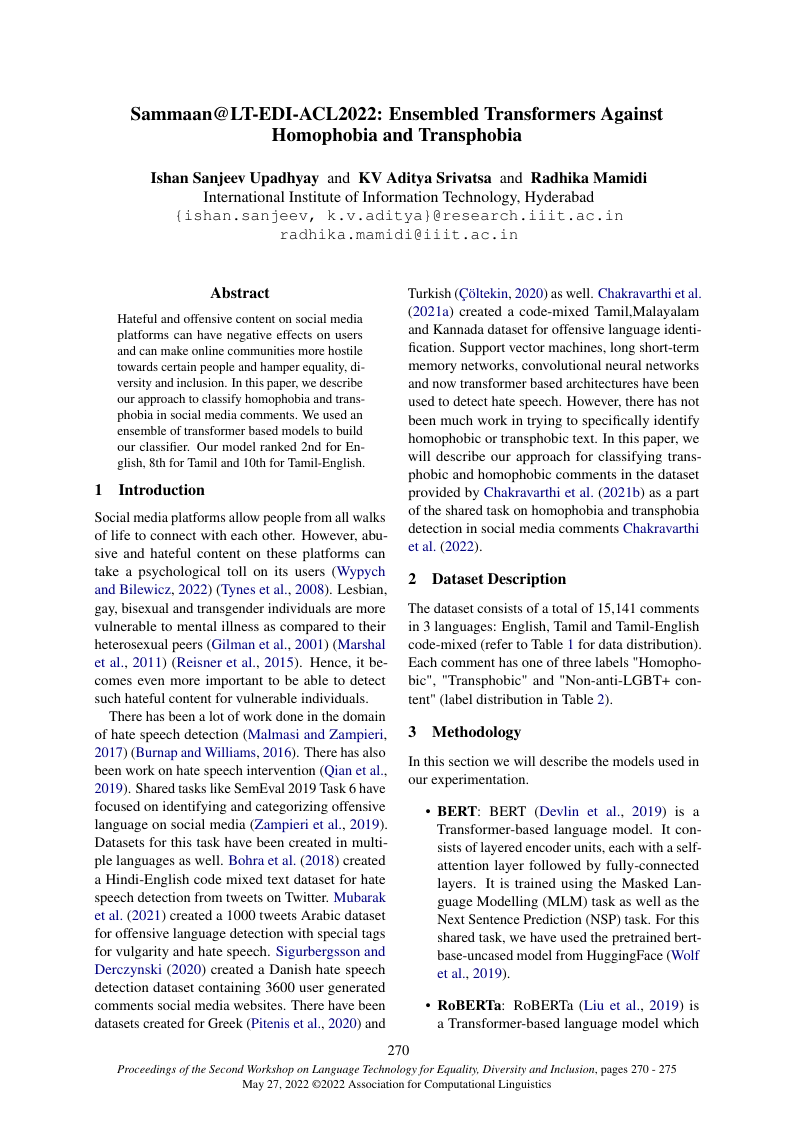 Sammaan@LT-EDI-ACL2022: Ensembled Transformers Against
Homophobia and Transphobia
Ishan Sanjeev Upadhyay and KV Aditya Srivatsa and Radhika Mamidi
International Institute of Information Technology, Hyderabad
{ishan.sanjeev, k.v.aditya}@research.iiit.ac.in
radhika.mamidi@iiit.ac.in
Abstract
Hateful and offensive content on social media
platforms can have negative effects on users
and can make online communities more hostile
towards certain people and hamper equality, di-
versity and inclusion. In this paper, we describe
our approach to classify homophobia and trans-
phobia in social media comments. We used an
ensemble of transformer based models to build
our classifier. Our model ranked 2nd for En-
glish, 8th for Tamil and 10th for Tamil-English.
1 Introduction
Social media platforms allow people from all walks
of life to connect with each other. However, abu-
sive and hateful content on these platforms can
take a psychological toll on its users (Wypych
and Bilewicz, 2022) (Tynes et al., 2008). Lesbian,
gay, bisexual and transgender individuals are more
vulnerable to mental illness as compared to their
heterosexual peers (Gilman et al., 2001) (Marshal
et al., 2011) (Reisner et al., 2015). Hence, it be-
comes even more important to be able to detect
such hateful content for vulnerable individuals.
There has been a lot of work done in the domain
of hate speech detection (Malmasi and Zampieri,
2017) (Burnap and Williams, 2016). There has also
been work on hate speech intervention (Qian et al.,
2019). Shared tasks like SemEval 2019 Task 6 have
focused on identifying and categorizing offensive
language on social media (Zampieri et al., 2019).
Datasets for this task have been created in multi-
ple languages as well. Bohra et al. (2018) created
a Hindi-English code mixed text dataset for hate
speech detection from tweets on Twitter. Mubarak
et al. (2021) created a 1000 tweets Arabic dataset
for offensive language detection with special tags
for vulgarity and hate speech. Sigurbergsson and
Derczynski (2020) created a Danish hate speech
detection dataset containing 3600 user generated
comments social media websites. There have been
datasets created for Greek (Pitenis et al., 2020) and
Turkish (Çöltekin, 2020) as well. Chakravarthi et al.
(2021a) created a code-mixed Tamil,Malayalam
and Kannada dataset for offensive language identi-
fication. Support vector machines, long short-term
memory networks, convolutional neural networks
and now transformer based architectures have been
used to detect hate speech. However, there has not
been much work in trying to specifically identify
homophobic or transphobic text. In this paper, we
will describe our approach for classifying trans-
phobic and homophobic comments in the dataset
provided by Chakravarthi et al. (2021b) as a part
of the shared task on homophobia and transphobia
detection in social media comments Chakravarthi
et al. (2022).
2 Dataset Description
The dataset consists of a total of 15,141 comments
in 3 languages: English, Tamil and Tamil-English
code-mixed (refer to Table 1 for data distribution).
Each comment has one of three labels "Homopho-
bic", "Transphobic" and "Non-anti-LGBT+ con-
tent" (label distribution in Table 2).
3 Methodology
In this section we will describe the models used in
our experimentation.
• BERT: BERT (Devlin et al., 2019) is a
Transformer-based language model. It con-
sists of layered encoder units, each with a self-
attention layer followed by fully-connected
layers. It is trained using the Masked Lan-
guage Modelling (MLM) task as well as the
Next Sentence Prediction (NSP) task. For this
shared task, we have used the pretrained bert-
base-uncased model from HuggingFace (Wolf
et al., 2019).
• RoBERTa: RoBERTa (Liu et al., 2019) is
a Transformer-based language model which
270
Proceedings of the Second Workshop on Language Technology for Equality, Diversity and Inclusion, pages 270 - 275
May 27, 2022 ©2022 Association for Computational Linguistics